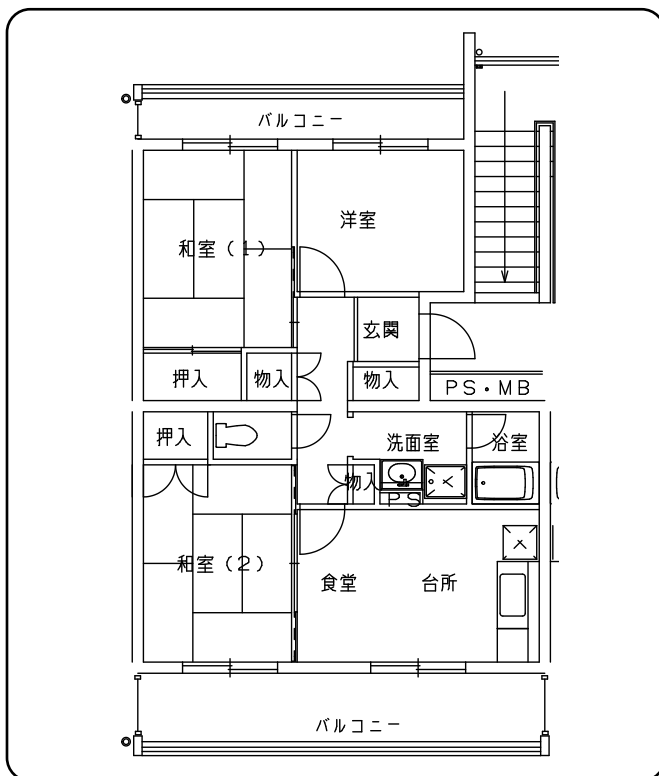 バルコニー
洋室
和室（1）
玄関
押入
物入
物入
PS・MB
押入
洗面室
浴室
物入
PS
和室（2）
食堂
台所
バルコニー